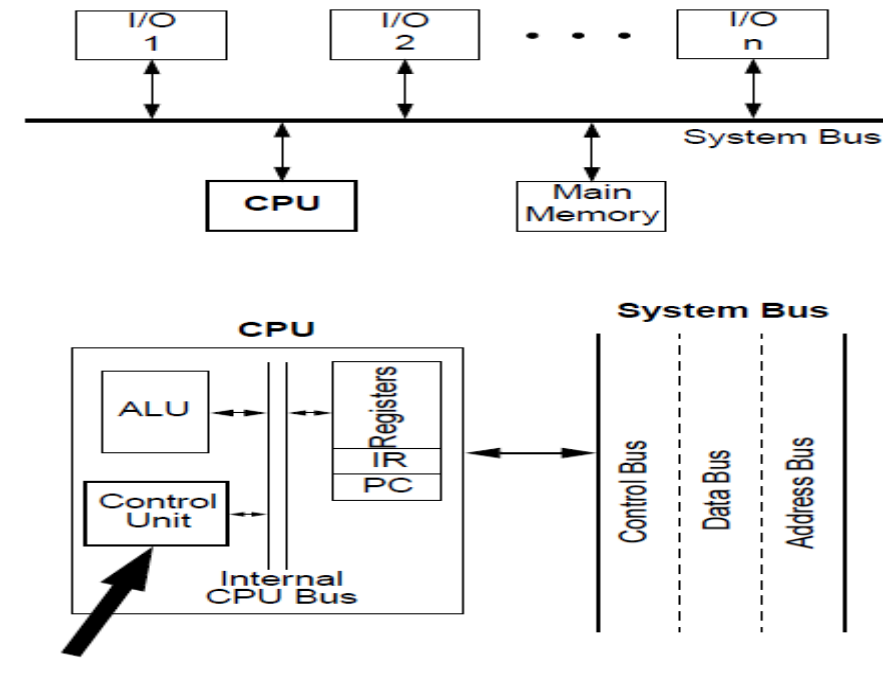 I/O
1
I/O
2
I/O
n
System Bus
CPU
Main
Memory
System Bus
CPU
ALU
Registers
IR
PC
Control
Unit
Internal
CPU Bus
Control Bus
Data Bus
Address Bus